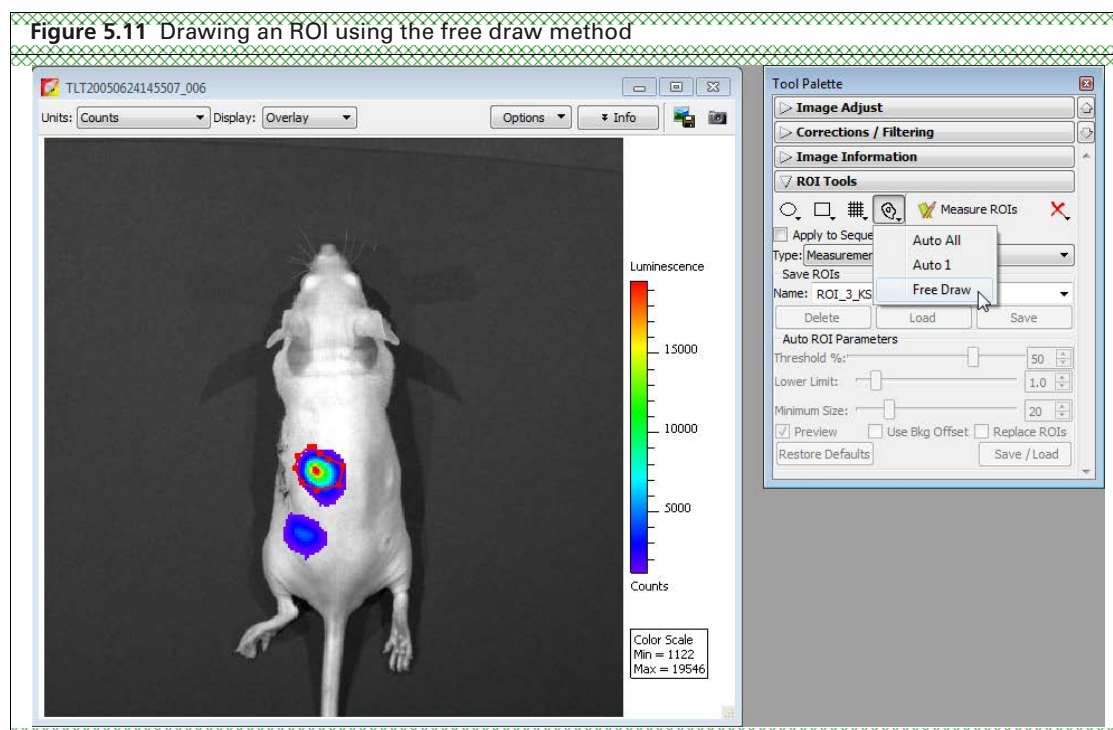 Figure 5.11 Drawing an ROI using the free draw method
TLT20050624145507_006
Units: Counts Display: Overlay Options Info
Luminescence
15000
10000
5000
Counts
Color Scale
Min = 1122
Max = 19546
Tool Palette
Image Adjust
Corrections / Filtering
Image Information
ROI Tools
Measure ROIs
Apply to Seque
Auto All
Type: Measuremen
Auto 1
Save ROIs
Name: ROI_3_KS
Free Draw
Delete Load Save
Auto ROI Parameters
Threshold %: 50
Lower Limit: 1.0
Minimum Size: 20
Preview Use Bkg Offset Replace ROIs
Restore Defaults Save / Load